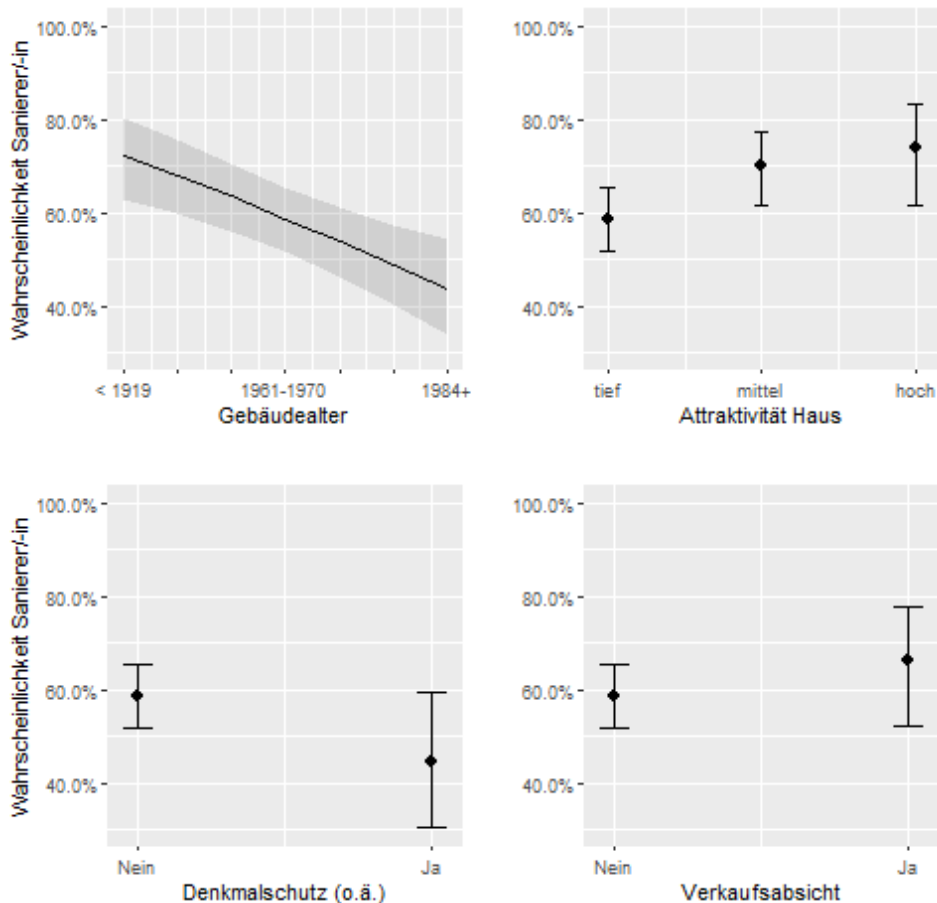 Wahrscheinlichkeit Sanierer/-in
100.0%
80.0%
60.0%
40.0%
< 1919
1961-1970
1984+
Gebäudealter
100.0%
80.0%
60.0%
40.0%
tief
mittel
hoch
Attraktivität Haus
Wahrscheinlichkeit Sanierer/-in
100.0%
80.0%
60.0%
40.0%
Nein
Ja
Denkmalschutz (o.ä.)
100.0%
80.0%
60.0%
40.0%
Nein
Ja
Verkaufsabsicht